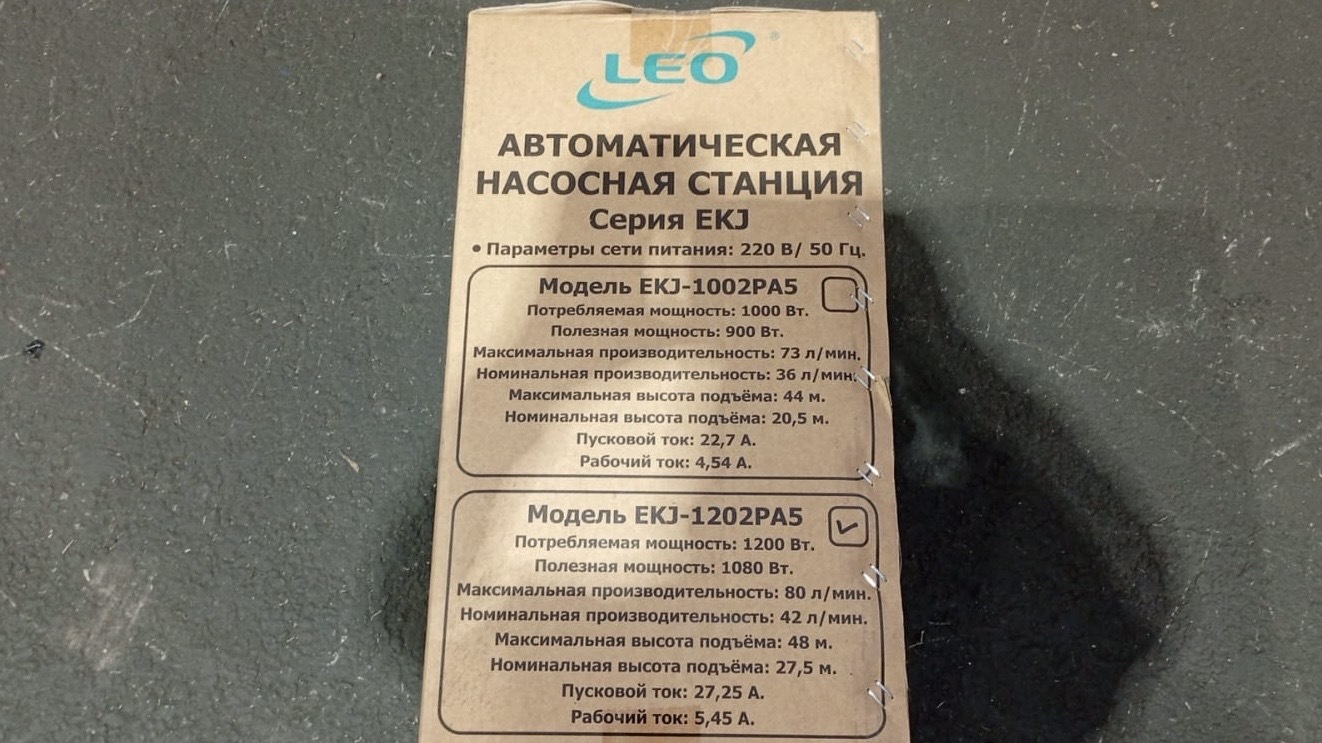 LEO®
АВТОМАТИЧЕСКАЯ
НАСОСНАЯ СТАНЦИЯ
Серия EKJ
• Параметры сети питания: 220 В/ 50 Гц.
Модель EKJ-1002PA5
Потребляемая мощность: 1000 Вт.
Полезная мощность: 900 Вт.
Максимальная производительность: 73 л/мин.
Номинальная производительность: 36 л/мин.
Максимальная высота подъёма: 44 м.
Номинальная высота подъёма: 20,5 м.
Пусковой ток: 22,7 А.
Рабочий ток: 4,54 А.
Модель EKJ-1202PA5
Потребляемая мощность: 1200 Вт.
Полезная мощность: 1080 Вт.
Максимальная производительность: 80 л/мин.
Номинальная производительность: 42 л/мин.
Максимальная высота подъёма: 48 м.
Номинальная высота подъёма: 27,5 м.
Пусковой ток: 27,25 А.
Рабочий ток: 5,45 А.